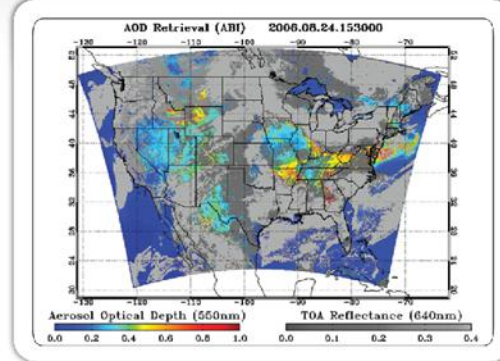 AOD Retrieval (ABI) 2006.08.24.153000
-130 -120 -110 -100 -90 -80 -70
-120 -110 -100 -90 -80 -70
Aerosol Optical Depth (550nm) TOA Reflectance (640nm)
0.0 0.2 0.4 0.6 0.8 1.0 0.0 0.1 0.2 0.3 0.4